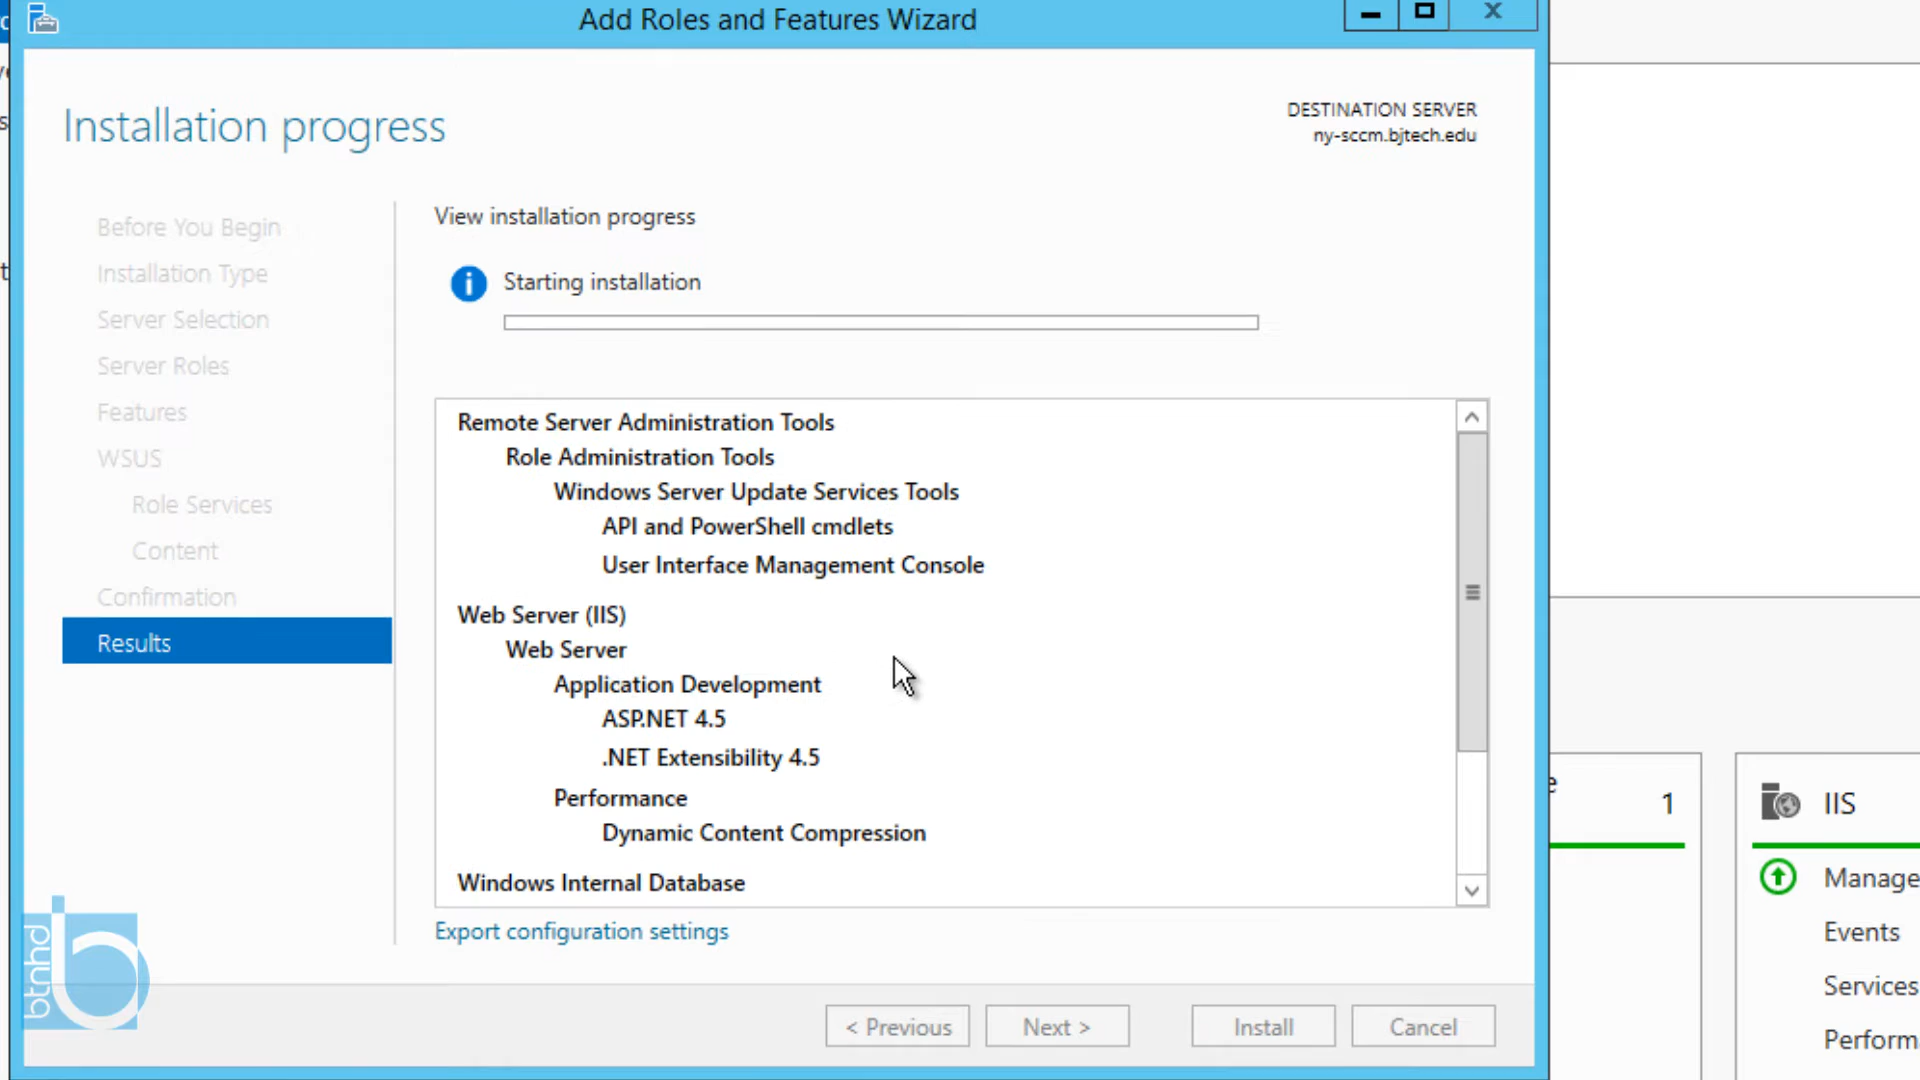 Add Roles and Features Wizard
Installation progress
DESTINATION SERVER
ny-sccm.bjtech.edu
Before You Begin
Installation Type
Server Selection
Server Roles
Features
WSUS
Role Services
Content
Confirmation
Results
View installation progress
Starting installation
Remote Server Administration Tools
Role Administration Tools
Windows Server Update Services Tools
API and PowerShell cmdlets
User Interface Management Console
Web Server (IIS)
Web Server
Application Development
ASP.NET 4.5
.NET Extensibility 4.5
Performance
Dynamic Content Compression
Windows Internal Database
Export configuration settings
< Previous
Next >
Install
Cancel
1
IIS
Manage
Events
Services
Perform
btnhd